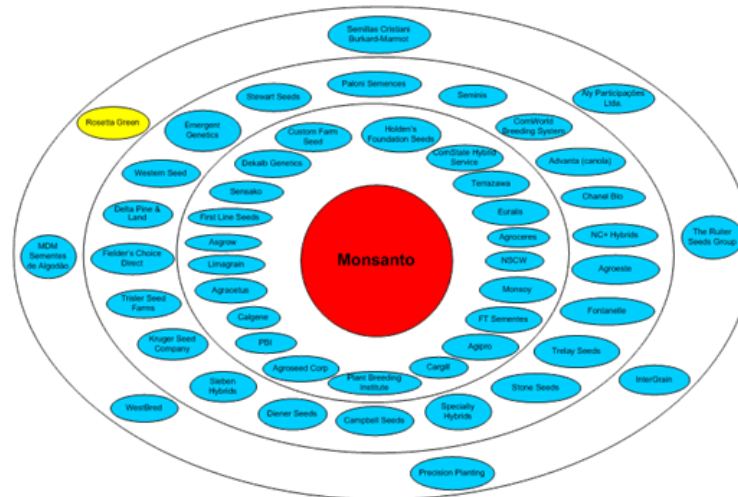 Semillas Cristiani
Burkard-Marmot
Aly Participações
Ltda.
Rosetta Green
Stewart Seeds
Paloni Semences
Seminis
CornWorld
Breeding System
Emergent
Genetics
Custom Farm
Seed
Holden's
Foundation Seeds
CornState Hybrid
Service
Advanta (canola)
Western Seed
Dekalb Genetics
Terrazawa
Chanel Bio
Sensako
Delta Pine &
Land
First Line Seeds
Euralis
NC+ Hybrids
The Ruiter
Seeds Group
MDM
Sementes
de Algodão
Fielder's Choice
Direct
Asgrow
Agroceres
Limagrain
Monsanto
NSCW
Agroeste
Trisler Seed
Farms
Agracetus
Monsoy
Fontanelle
Calgene
FT Sementes
Kruger Seed
Company
PBI
Agipro
Trelay Seeds
Agroseed Corp
Plant Breeding
Institute
Cargill
Sieben
Hybrids
Stone Seeds
InterGrain
WestBred
Diener Seeds
Campbell Seeds
Specialty
Hybrids
Precision Planting